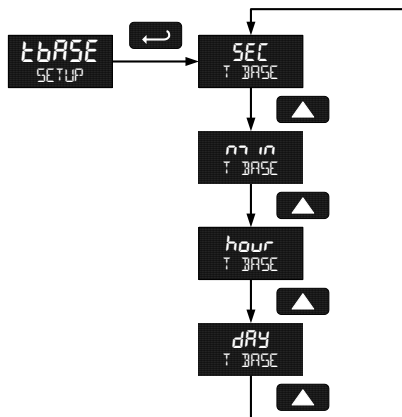 tbASE
SETUP
SEC
T BASE
min
T BASE
hour
T BASE
dAY
T BASE